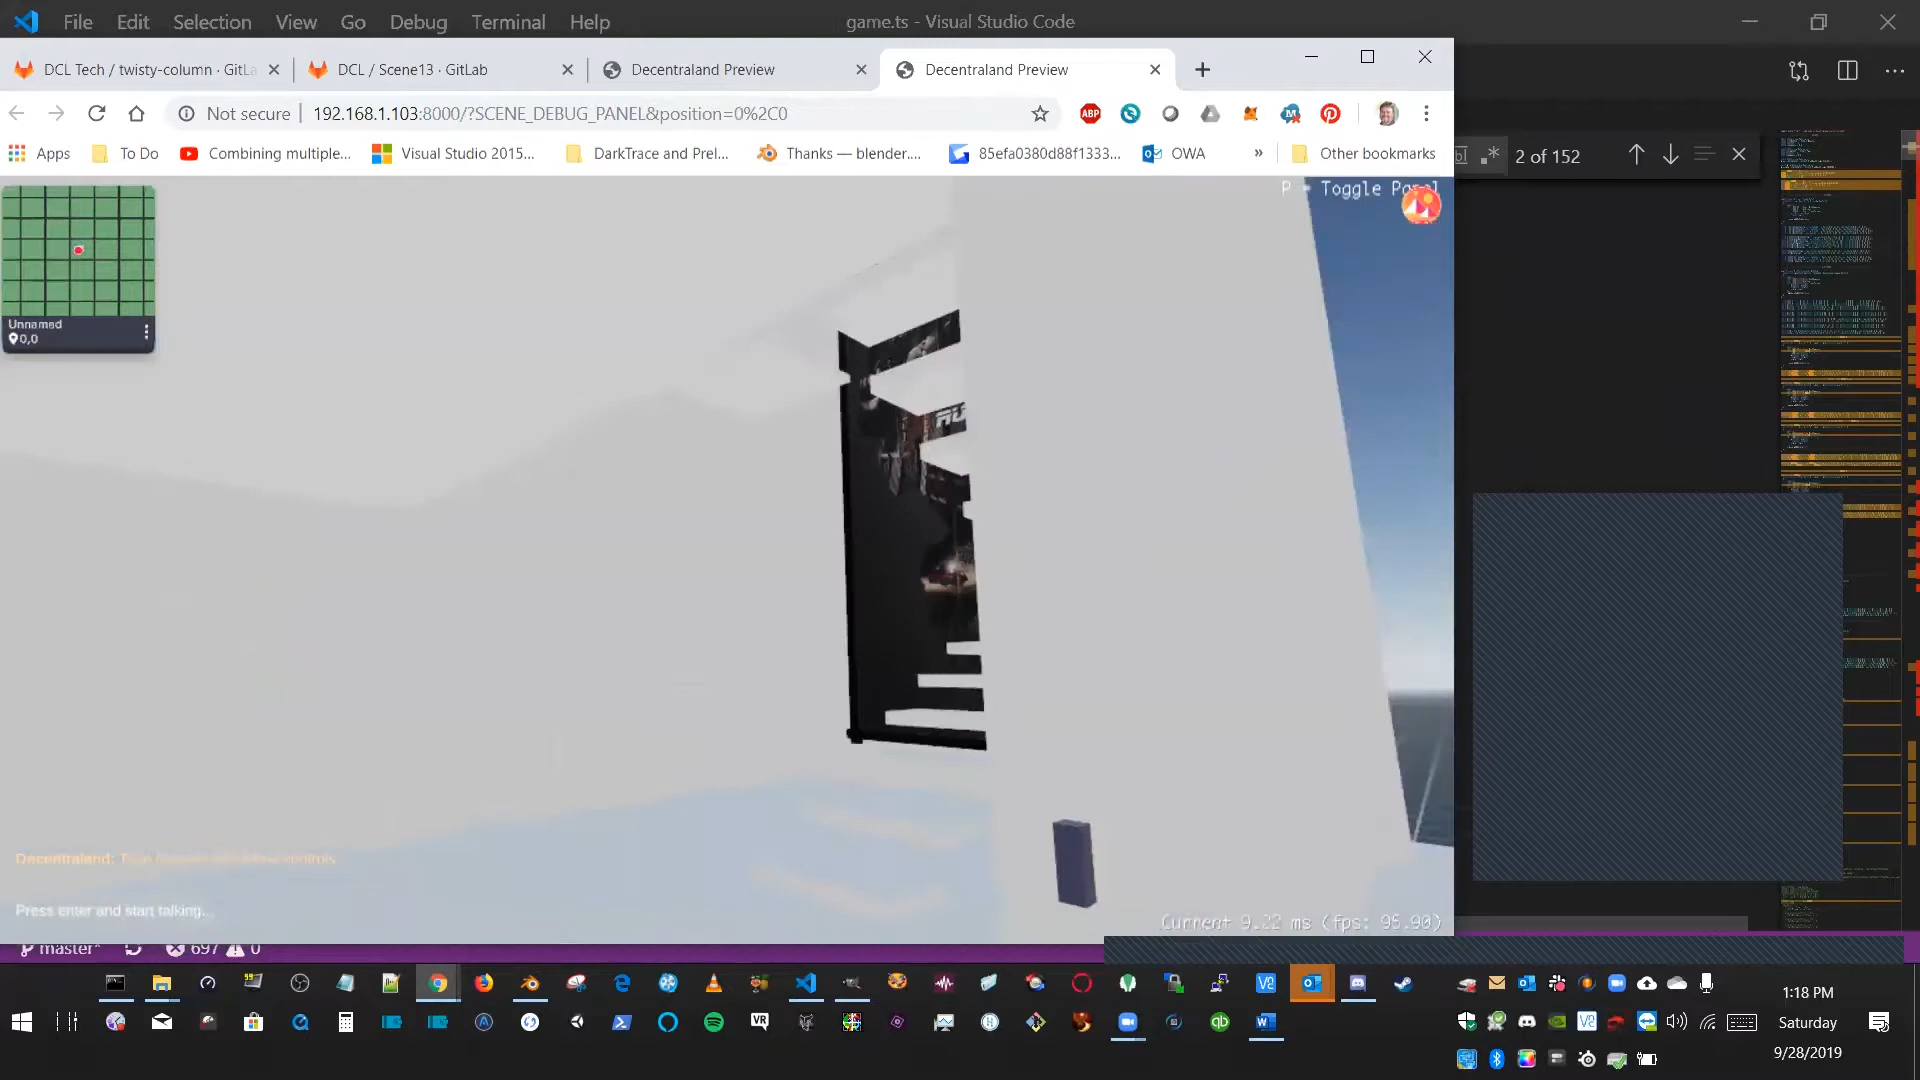 File Edit Selection View Go Debug Terminal Help
game.ts - Visual Studio Code
DCL Tech / twisty-column · GitLa
DCL / Scene13 · GitLab
Decentraland Preview
Decentraland Preview
Not secure
192.168.1.103:8000/?SCENE_DEBUG_PANEL&position=0%2C0
ABP
Apps
To Do
Combining multiple...
Visual Studio 2015...
DarkTrace and Prel...
Thanks — blender....
85efa0380d88f1333...
OWA
»
Other bookmarks
2 of 152
P = Toggle Panel
Unnamed
0,0
Decentraland:
Press enter and start talking...
Current 9.22 ms (fps: 95.90)
master*
697
0
1:18 PM
Saturday
9/28/2019